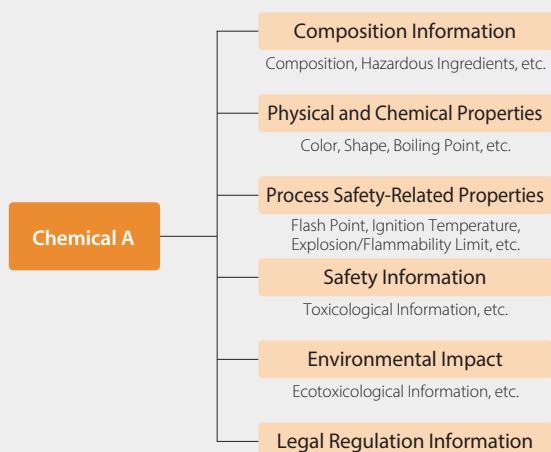 Composition Information
Composition, Hazardous Ingredients, etc.
Physical and Chemical Properties
Color, Shape, Boiling Point, etc.
Process Safety-Related Properties
Flash Point, Ignition Temperature,
Explosion/Flammability Limit, etc.
Chemical A
Safety Information
Toxicological Information, etc.
Environmental Impact
Ecotoxicological Information, etc.
Legal Regulation Information